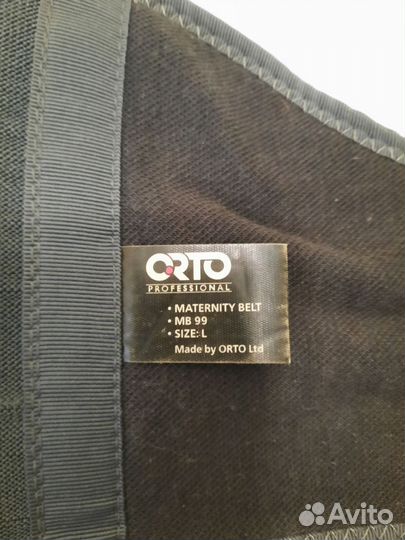 ORTO
PROFESSIONAL
• MATERNITY BELT
• MB 99
• SIZE: L
Made by ORTO Ltd
Avito